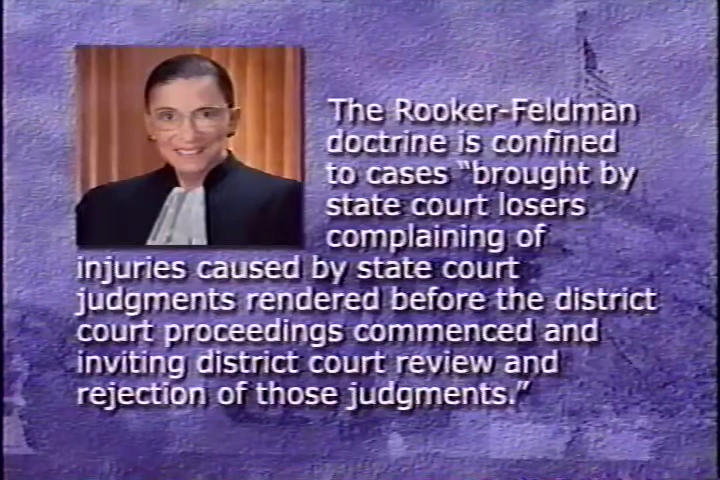 The Rooker-Feldman
doctrine is confined
to cases “brought by
state court losers
complaining of
injuries caused by state court
judgments rendered before the district
court proceedings commenced and
inviting district court review and
rejection of those judgments.”